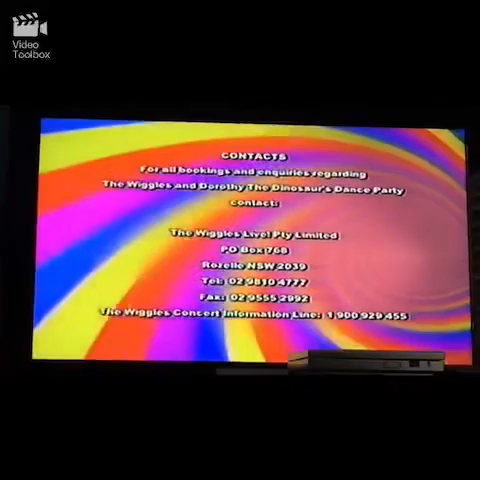 Video
Toolbox
CONTACTS
For all bookings and enquiries regarding
The Wiggles and Dorothy The Dinosaur's Dance Party
contact:
The Wiggles Live! Pty Limited
PO Box 768
Rozelle NSW 2039
Tel: 02 9810 4777
Fax: 02 9555 2992
The Wiggles Concert Information Line: 1 900 929 455